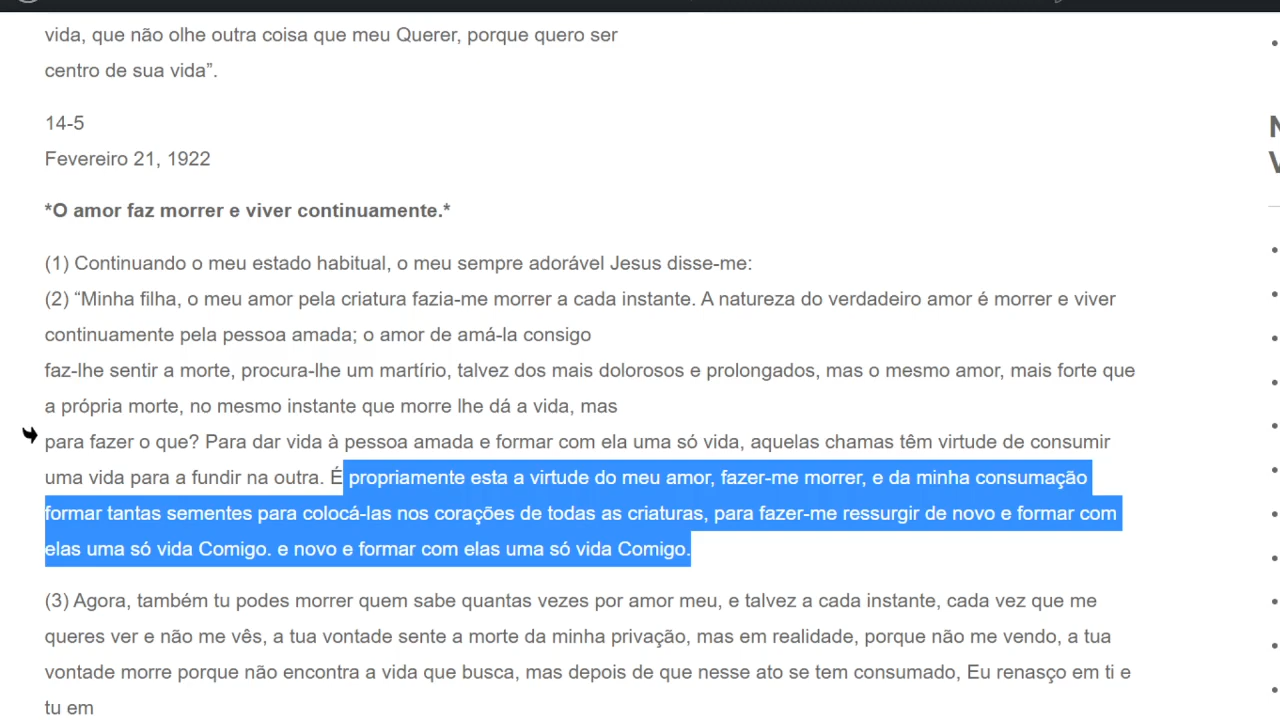 vida, que não olhe outra coisa que meu Querer, porque quero ser
centro de sua vida”.
14-5
Fevereiro 21, 1922
*O amor faz morrer e viver continuamente.*
(1) Continuando o meu estado habitual, o meu sempre adorável Jesus disse-me:
(2) “Minha filha, o meu amor pela criatura fazia-me morrer a cada instante. A natureza do verdadeiro amor é morrer e viver
continuamente pela pessoa amada; o amor de amá-la consigo
faz-lhe sentir a morte, procura-lhe um martírio, talvez dos mais dolorosos e prolongados, mas o mesmo amor, mais forte que
a própria morte, no mesmo instante que morre lhe dá a vida, mas
para fazer o que? Para dar vida à pessoa amada e formar com ela uma só vida, aquelas chamas têm virtude de consumir
uma vida para a fundir na outra. É propriamente esta a virtude do meu amor, fazer-me morrer, e da minha consumação
formar tantas sementes para colocá-las nos corações de todas as criaturas, para fazer-me ressurgir de novo e formar com
elas uma só vida Comigo. e novo e formar com elas uma só vida Comigo.
(3) Agora, também tu podes morrer quem sabe quantas vezes por amor meu, e talvez a cada instante, cada vez que me
queres ver e não me vês, a tua vontade sente a morte da minha privação, mas em realidade, porque não me vendo, a tua
vontade morre porque não encontra a vida que busca, mas depois de que nesse ato se tem consumado, Eu renasço em ti e
tu em